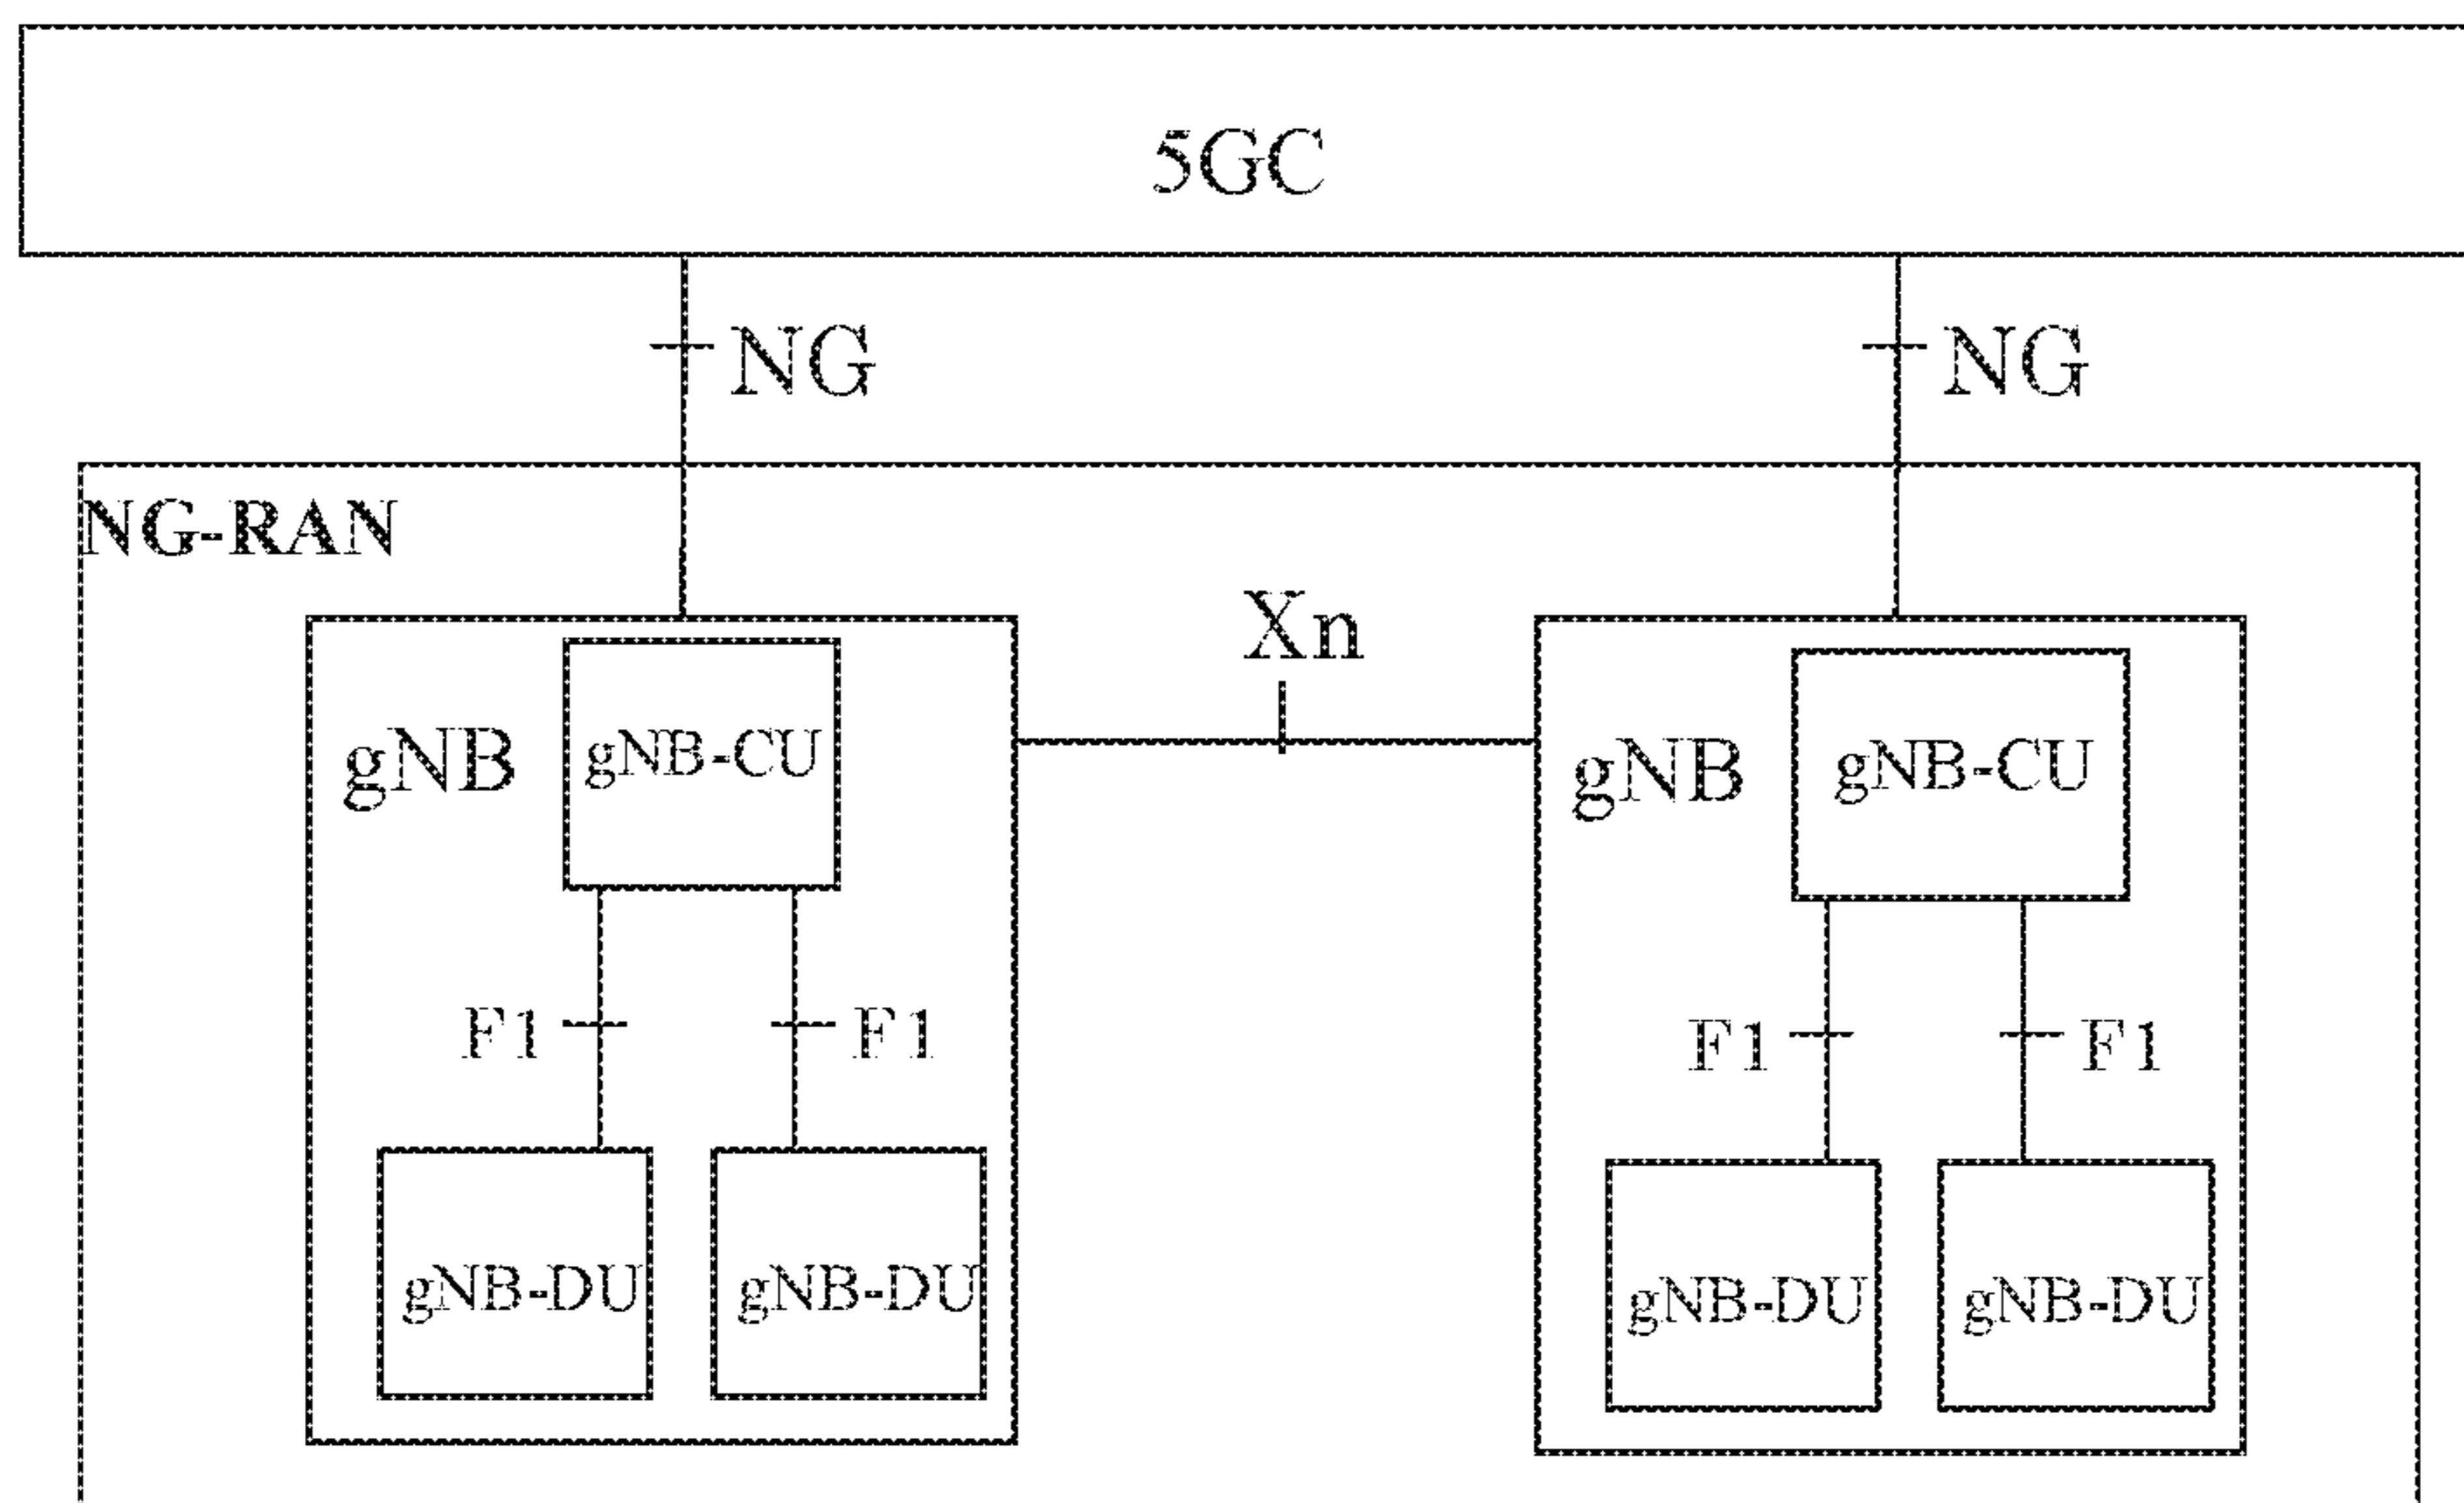 5GC
NG
NG
NG-RAN
Xn
gNB
gNB-CU
gNB
gNB-CU
F1
F1
F1
F1
gNB-DU
gNB-DU
gNB-DU
gNB-DU